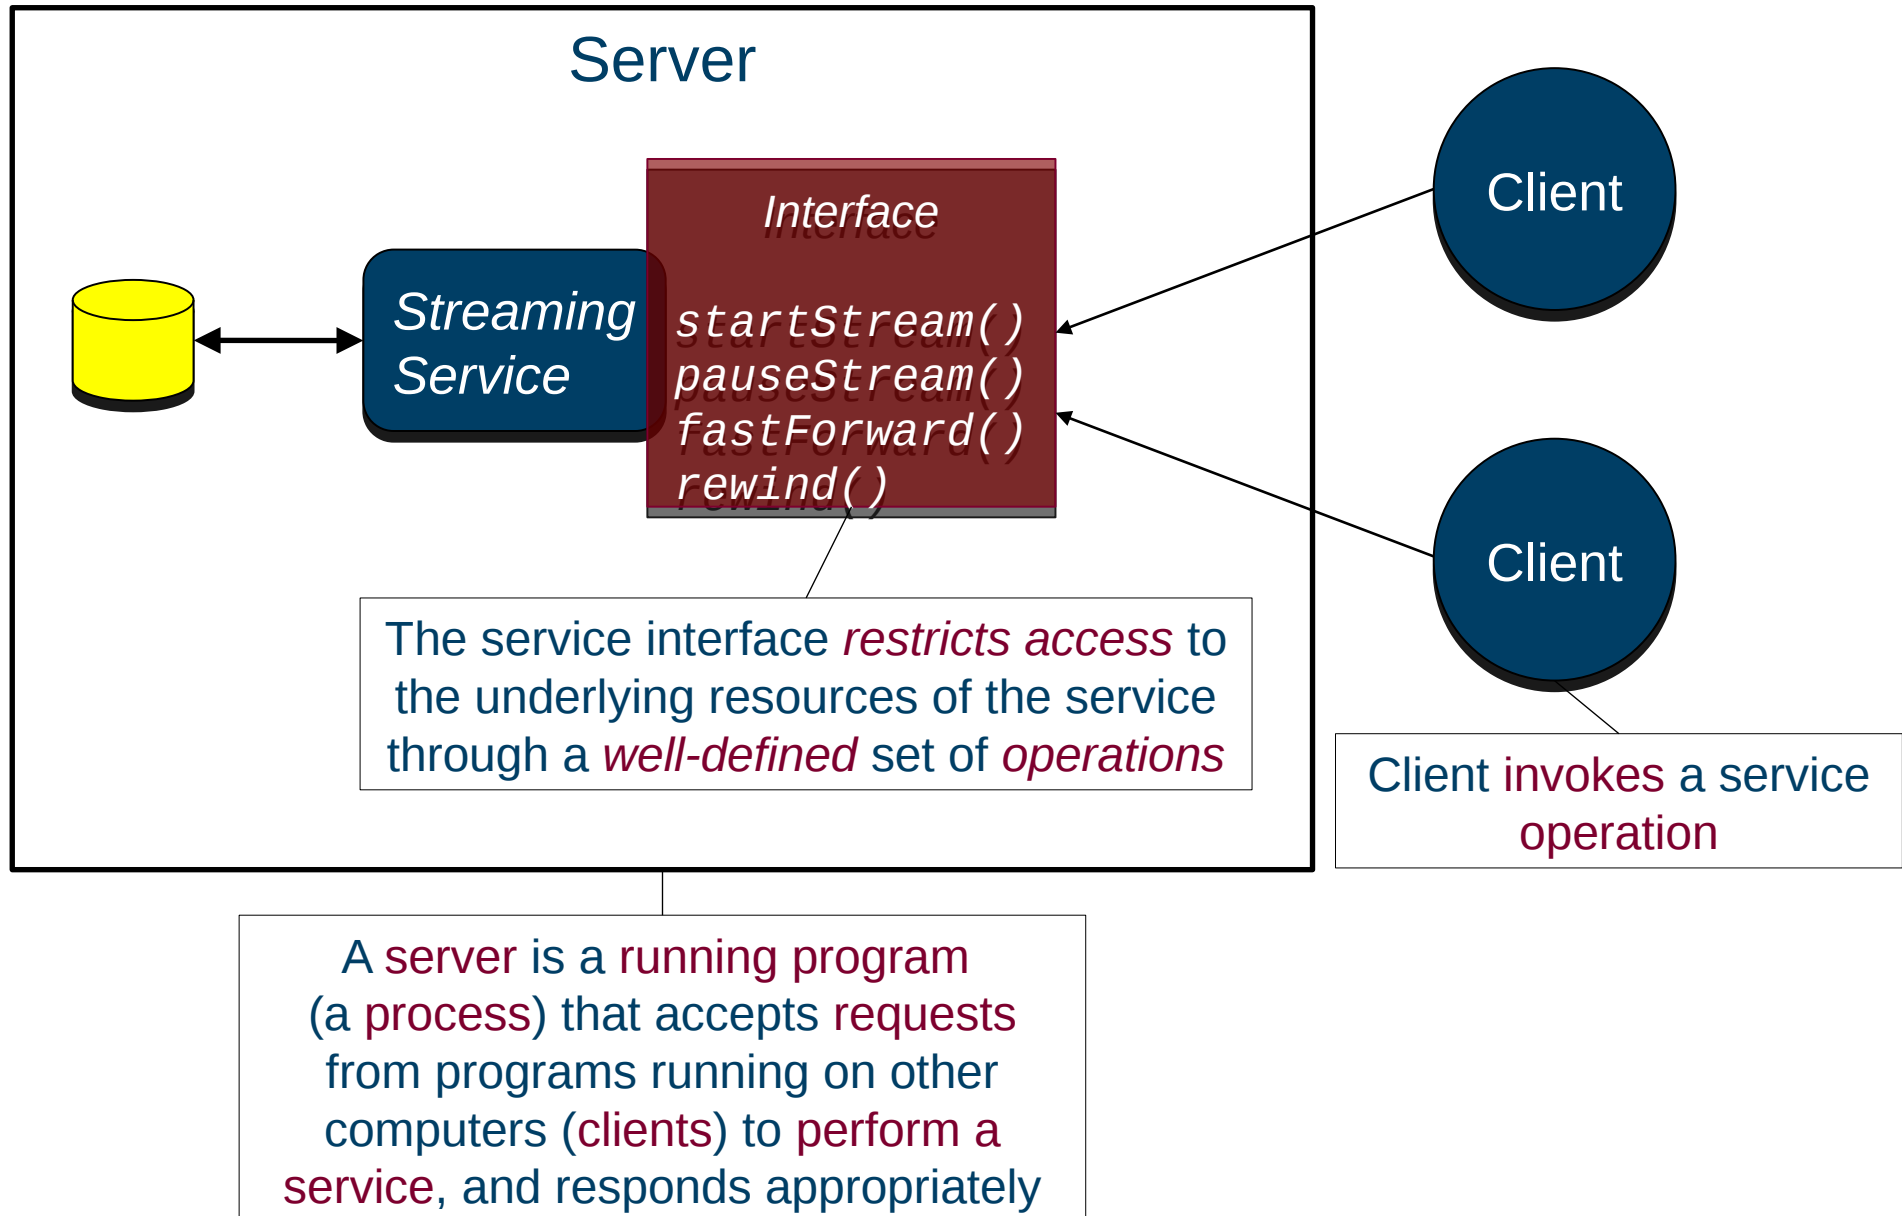 Server
Client
Interface
Streaming
Service
startStream()
pauseStream()
fastForward()
rewind()
Client
The service interface restricts access to
the underlying resources of the service
through a well-defined set of operations
Client invokes a service
operation
A server is a running program
(a process) that accepts requests
from programs running on other
computers (clients) to perform a
service, and responds appropriately